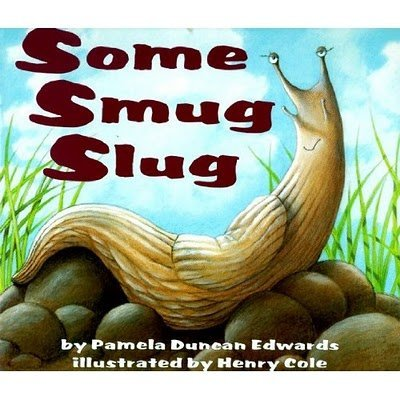 Some
Smug
Slug
by Pamela Duncan Edwards
illustrated by Henry Cole